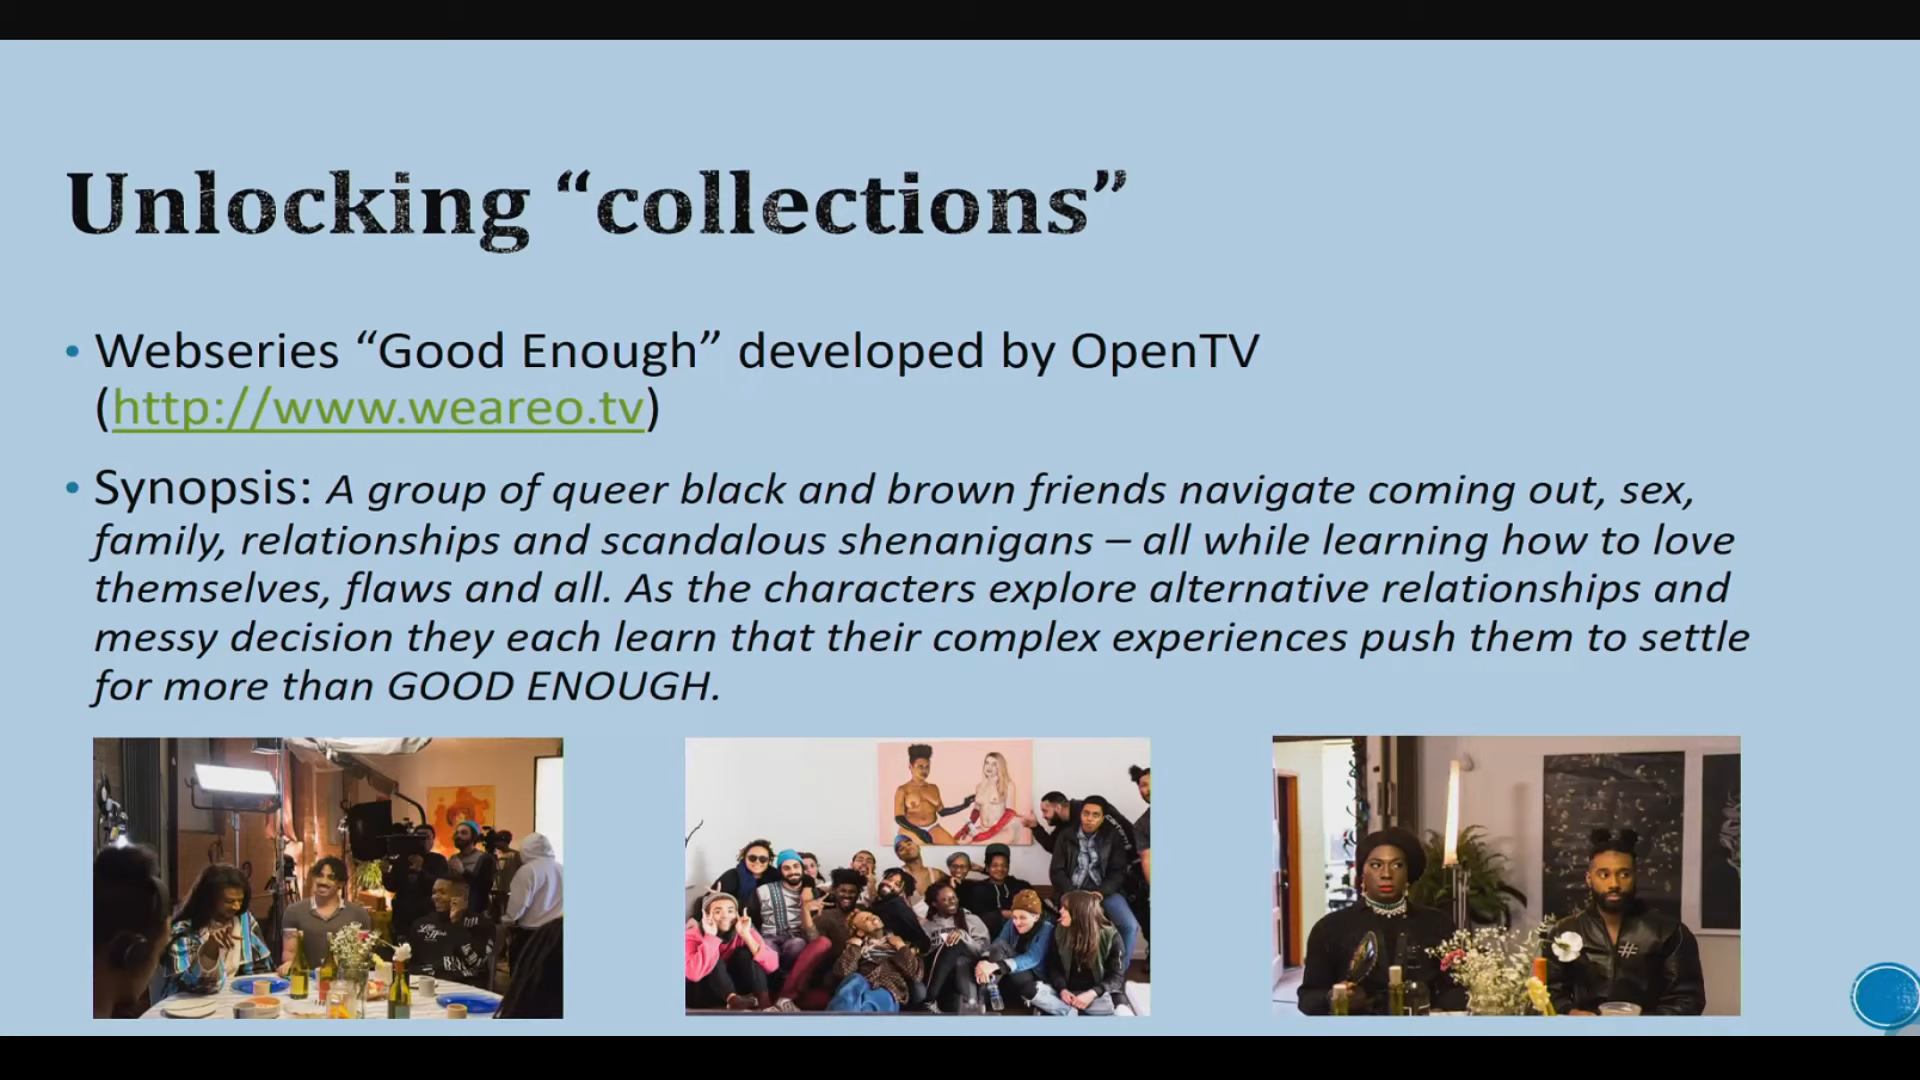 Unlocking “collections”
• Webseries “Good Enough” developed by OpenTV
(http://www.weareo.tv)
• Synopsis: A group of queer black and brown friends navigate coming out, sex,
family, relationships and scandalous shenanigans – all while learning how to love
themselves, flaws and all. As the characters explore alternative relationships and
messy decision they each learn that their complex experiences push them to settle
for more than GOOD ENOUGH.
#